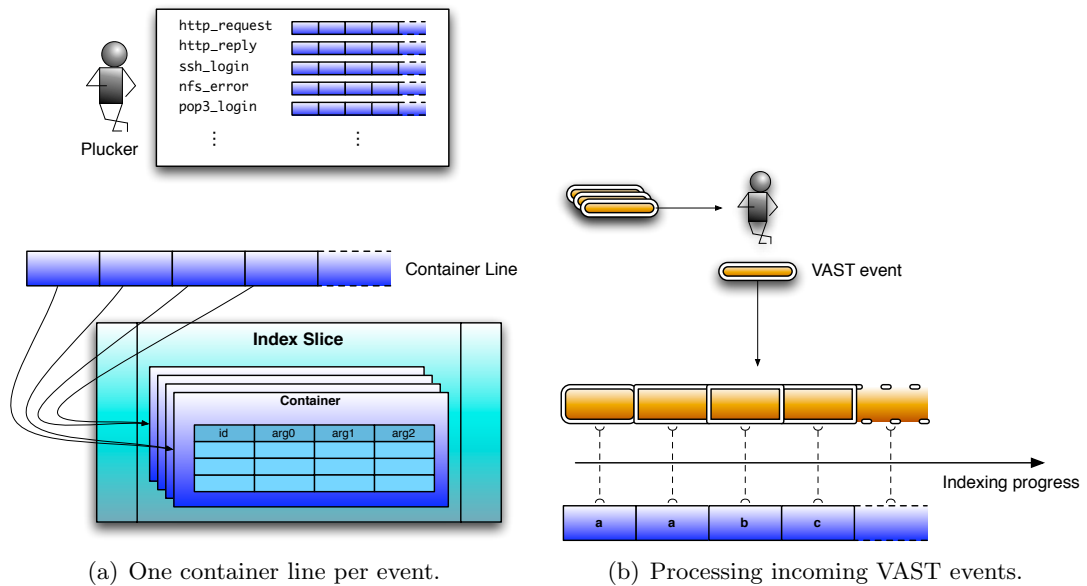 http_request
http_reply
ssh_login
nfs_error
pop3_login
Plucker
Container Line
Index Slice
Container
id arg0 arg1 arg2
(a) One container line per event.
VAST event
Indexing progress
a a b c
(b) Processing incoming VAST events.